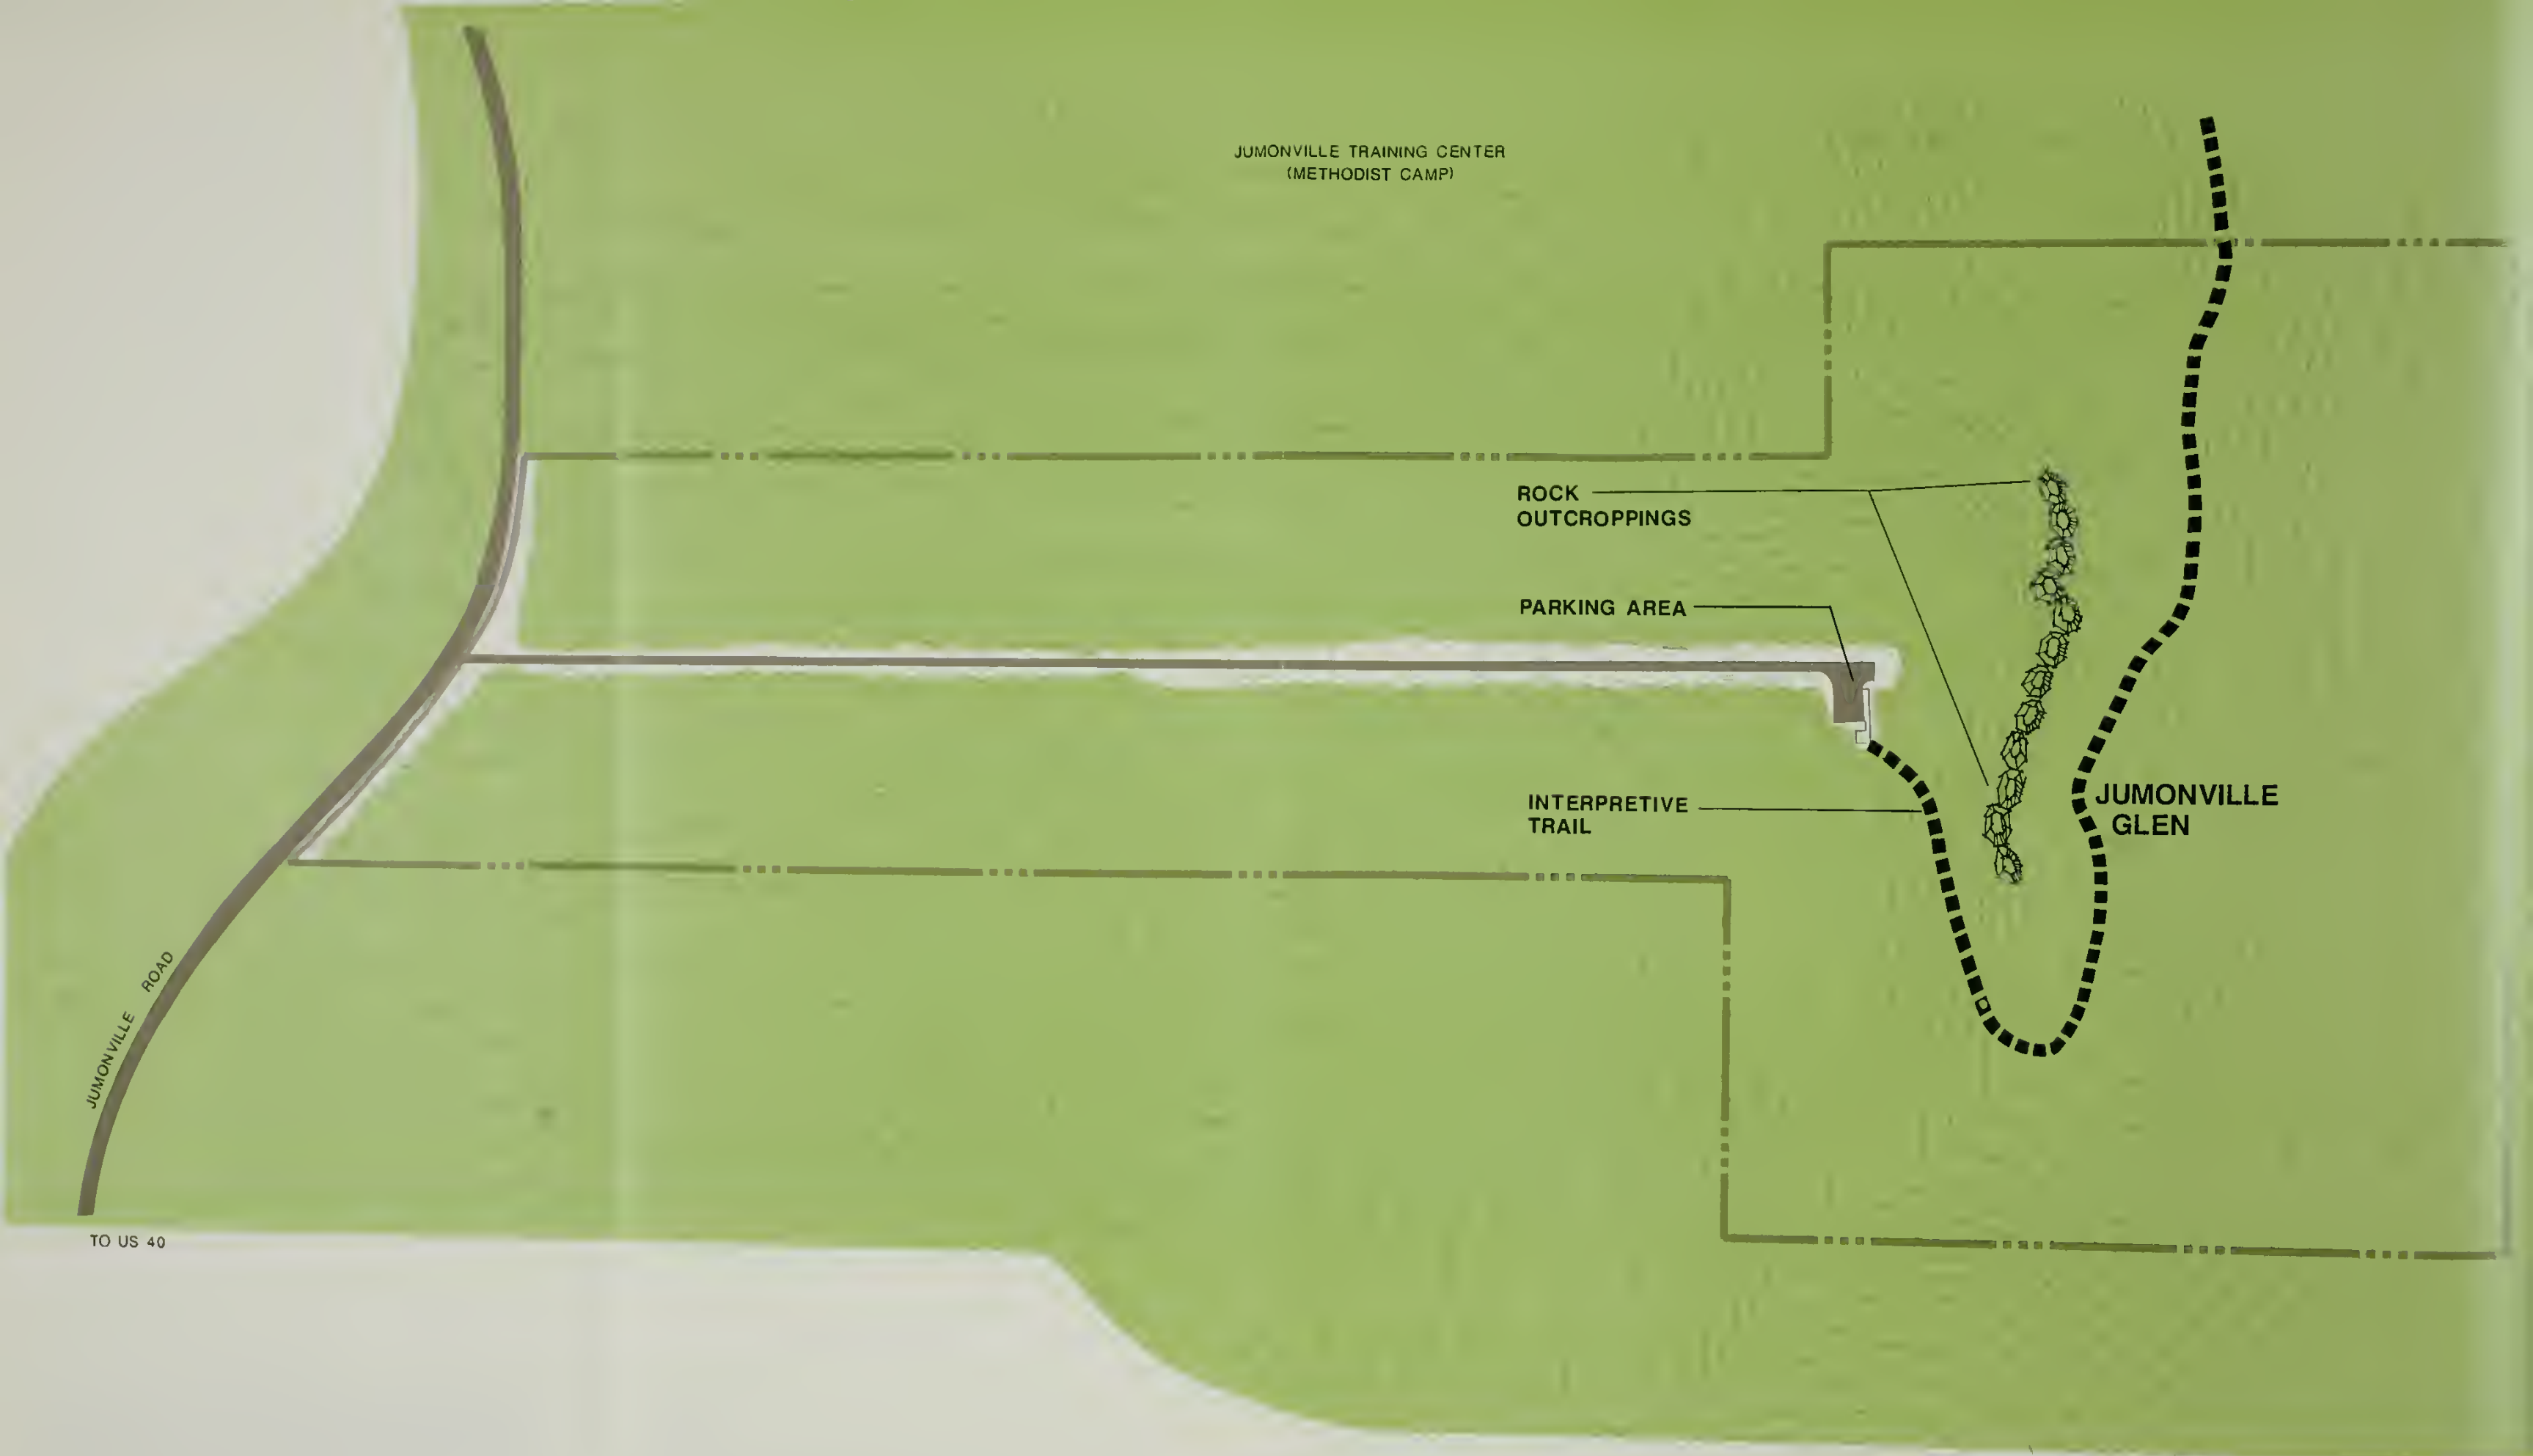 JUMONVILLE TRAINING CENTER
(METHODIST CAMP)
ROCK
OUTCROPPINGS
PARKING AREA
INTERPRETIVE
TRAIL
JUMONVILLE
GLEN
JUMONVILLE ROAD
TO US 40